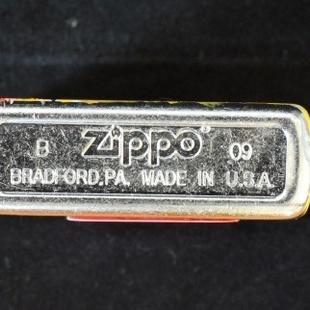 B Zippo® 09
BRADFORD,PA. MADE IN U.S.A.